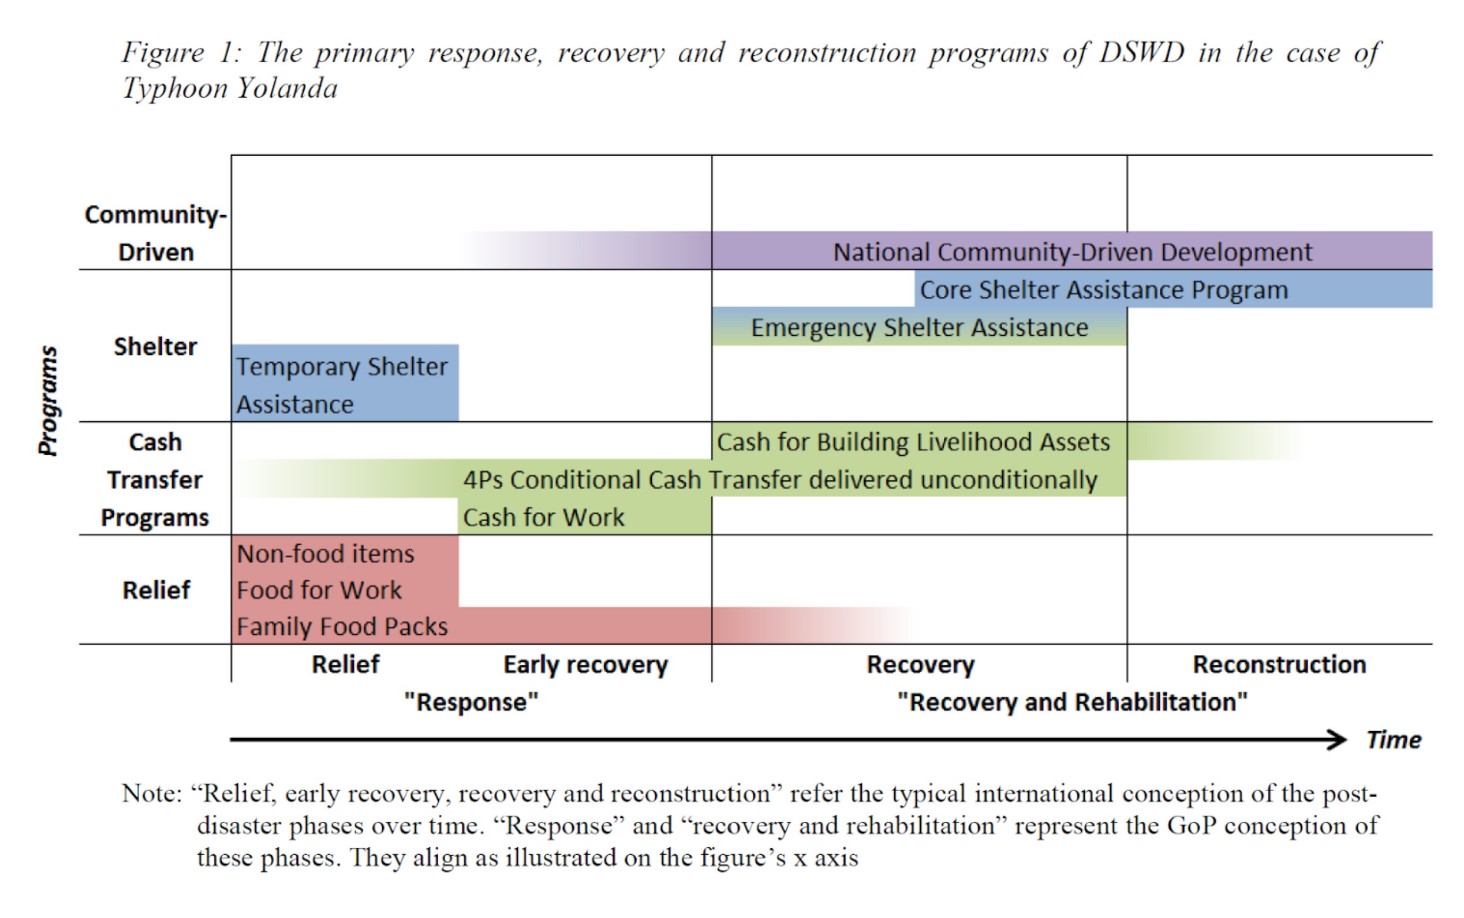 Figure 1: The primary response, recovery and reconstruction programs of DSWD in the case of
Typhoon Yolanda
Programs
Community-
Driven
National Community-Driven Development
Shelter
Core Shelter Assistance Program
Emergency Shelter Assistance
Temporary Shelter
Assistance
Cash
Transfer
Programs
Cash for Building Livelihood Assets
4Ps Conditional Cash Transfer delivered unconditionally
Cash for Work
Relief
Non-food items
Food for Work
Family Food Packs
Relief
Early recovery
Recovery
Reconstruction
"Response"
"Recovery and Rehabilitation"
Time
Note: “Relief, early recovery, recovery and reconstruction” refer the typical international conception of the post-
disaster phases over time. “Response” and “recovery and rehabilitation” represent the GoP conception of
these phases. They align as illustrated on the figure’s x axis